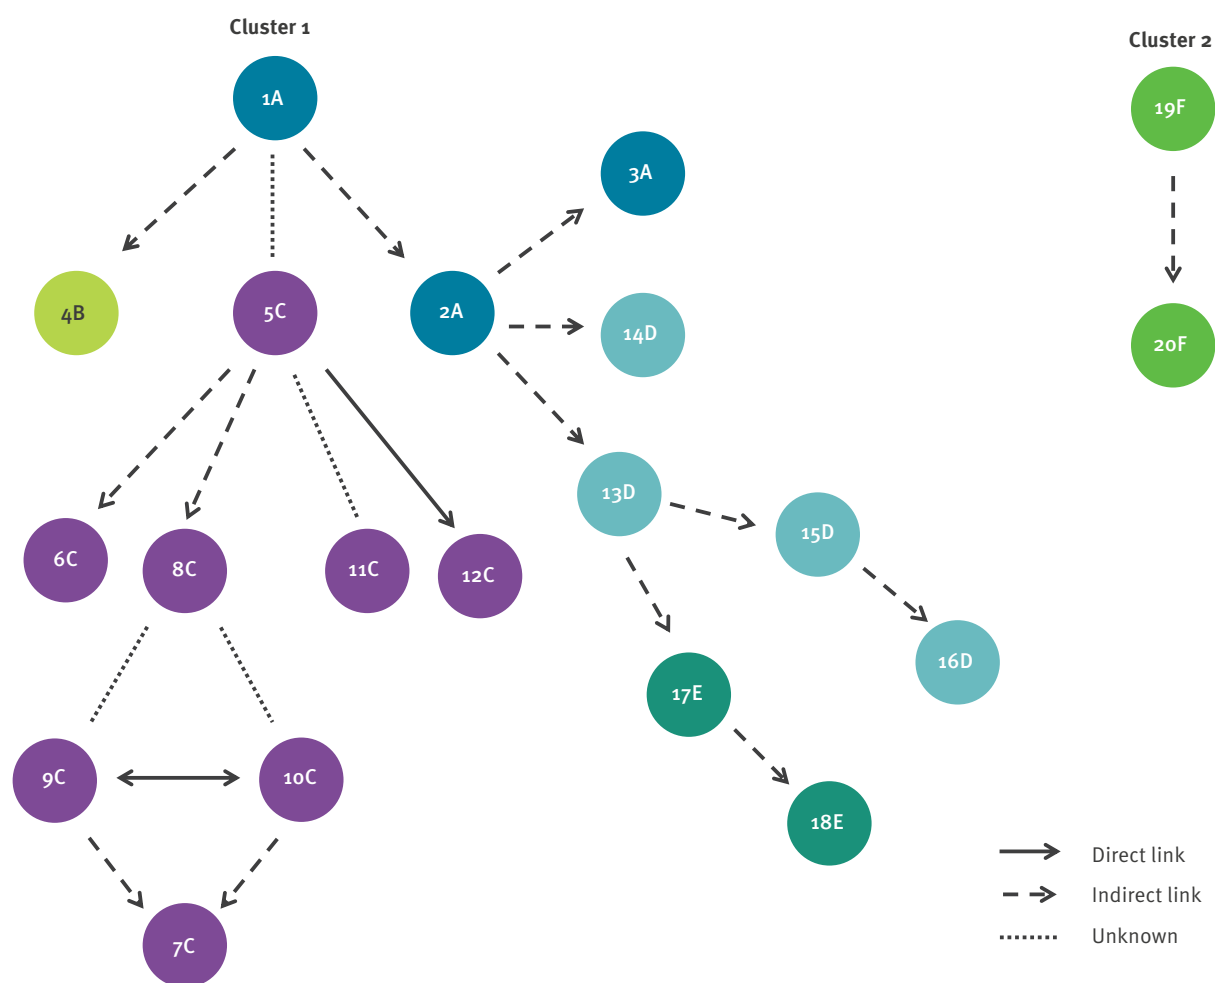 Cluster 1
Cluster 2
1A
19F
3A
4B
5C
2A
14D
20F
13D
15D
6C
8C
11C
12C
16D
17E
9C
10C
18E
7C
Direct link
Indirect link
Unknown